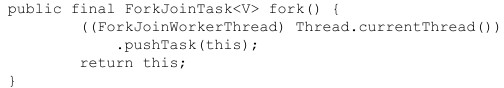 public final ForkJoinTask<V> fork() {
        ((ForkJoinWorkerThread) Thread.currentThread())
            .pushTask(this);
        return this;
}